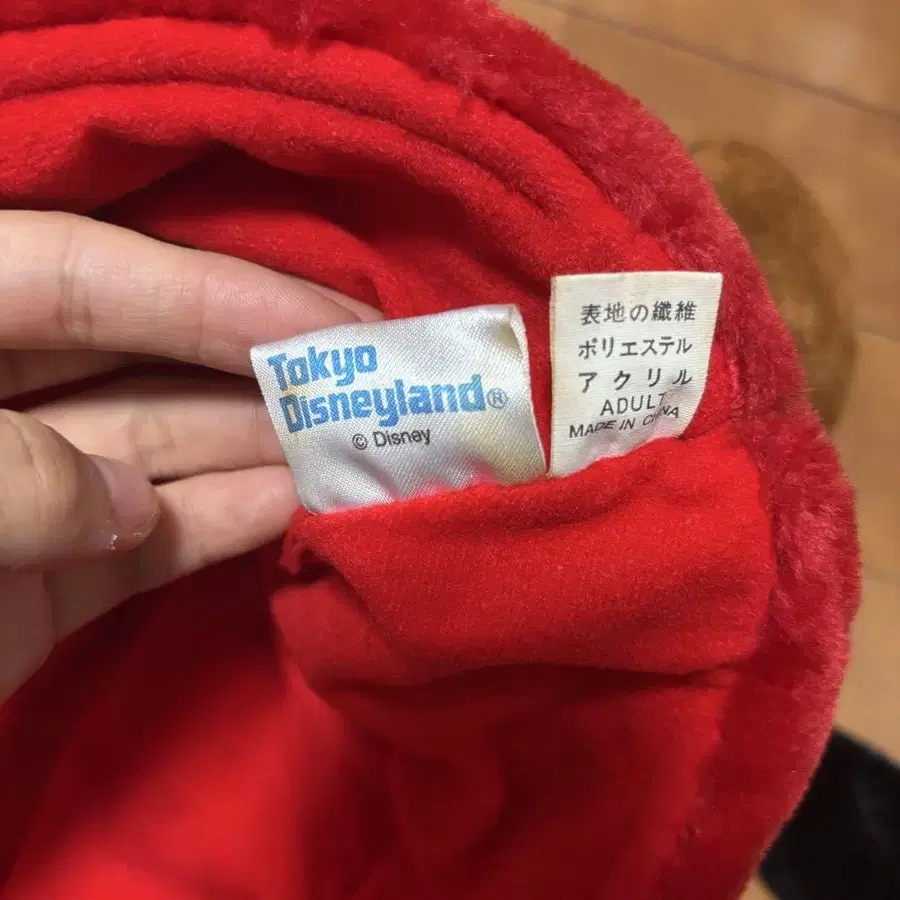 Tokyo
Disneyland®
© Disney
表地の繊維
ポリエステル
アクリル
ADULT
MADE IN CHINA